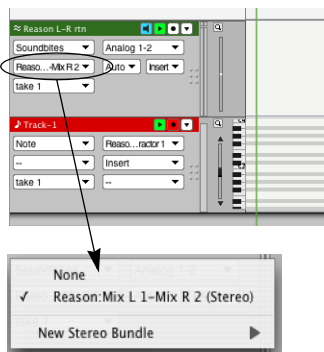 Reason L-R rtn
Soundbites Analog 1-2
Reaso...-Mix R 2 Auto Insert
take 1
Track-1
Note Reaso...ractor 1
-- Insert
take 1 --
None
✓ Reason:Mix L 1-Mix R 2 (Stereo)
New Stereo Bundle